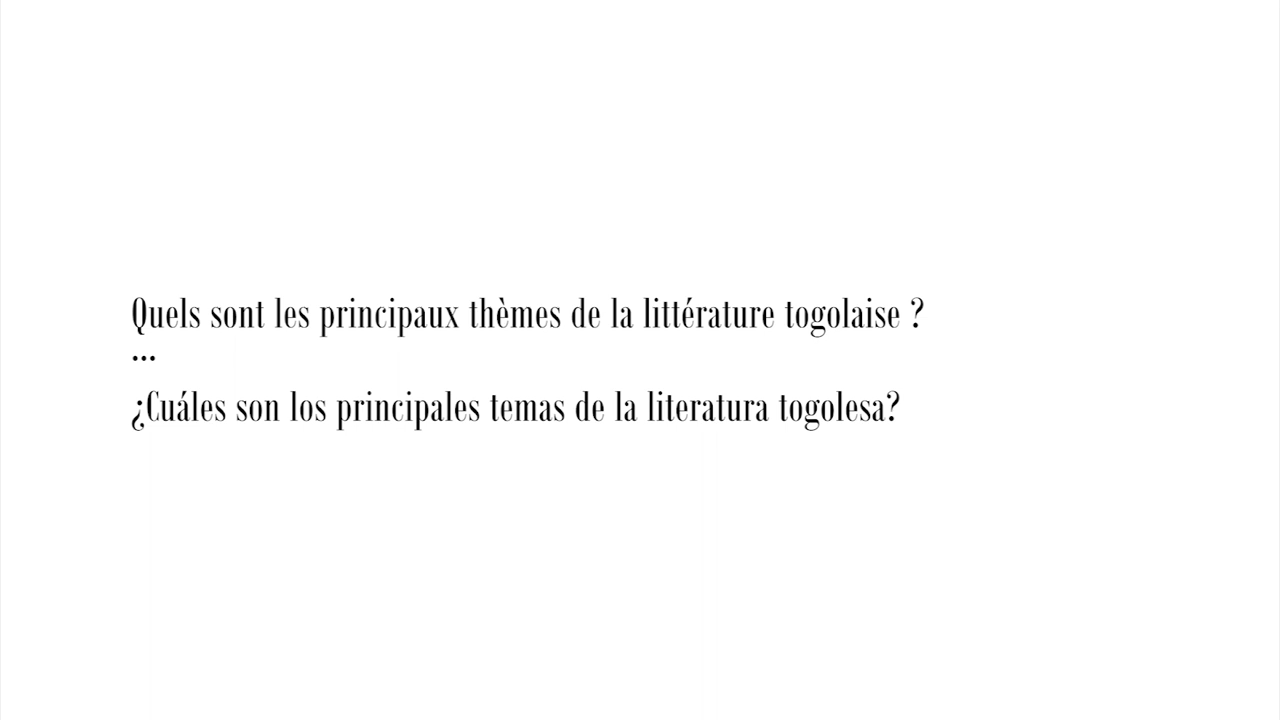 Quels sont les principaux thèmes de la littérature togolaise ?
...
¿Cuáles son los principales temas de la literatura togolesa?